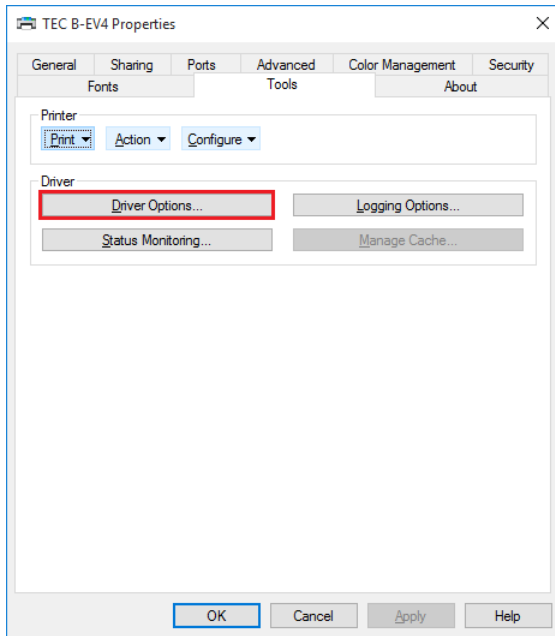 TEC B-EV4 Properties
General Sharing Ports Advanced Color Management Security
Fonts Tools About
Printer
Print Action Configure
Driver
Driver Options... Logging Options...
Status Monitoring... Manage Cache...
OK Cancel Apply Help